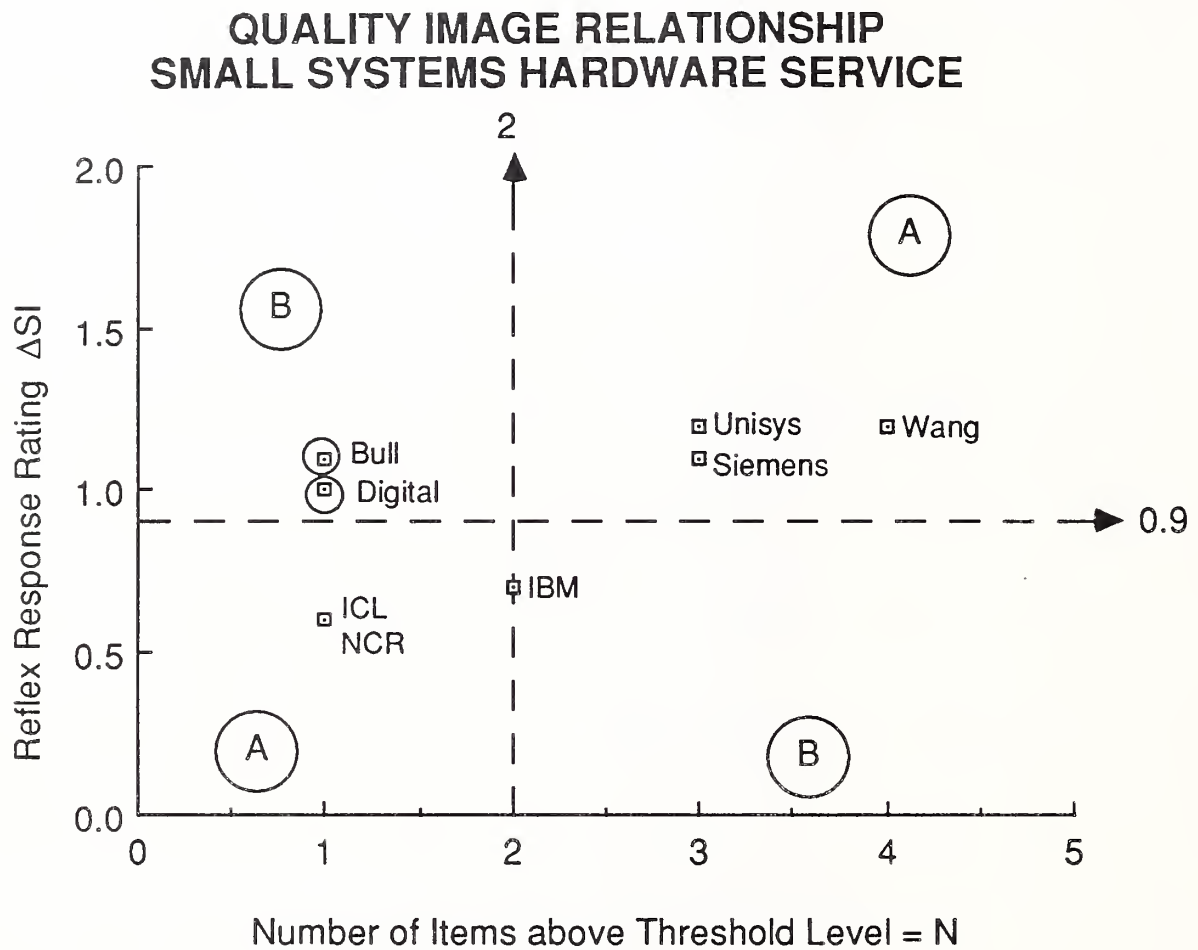 QUALITY IMAGE RELATIONSHIP
SMALL SYSTEMS HARDWARE SERVICE
2
2.0
A
B
1.5
Reflex Response Rating ΔSI
Unisys
Wang
Bull
Siemens
1.0
Digital
0.9
IBM
ICL
NCR
0.5
A
B
0.0
0
1
2
3
4
5
Number of Items above Threshold Level = N